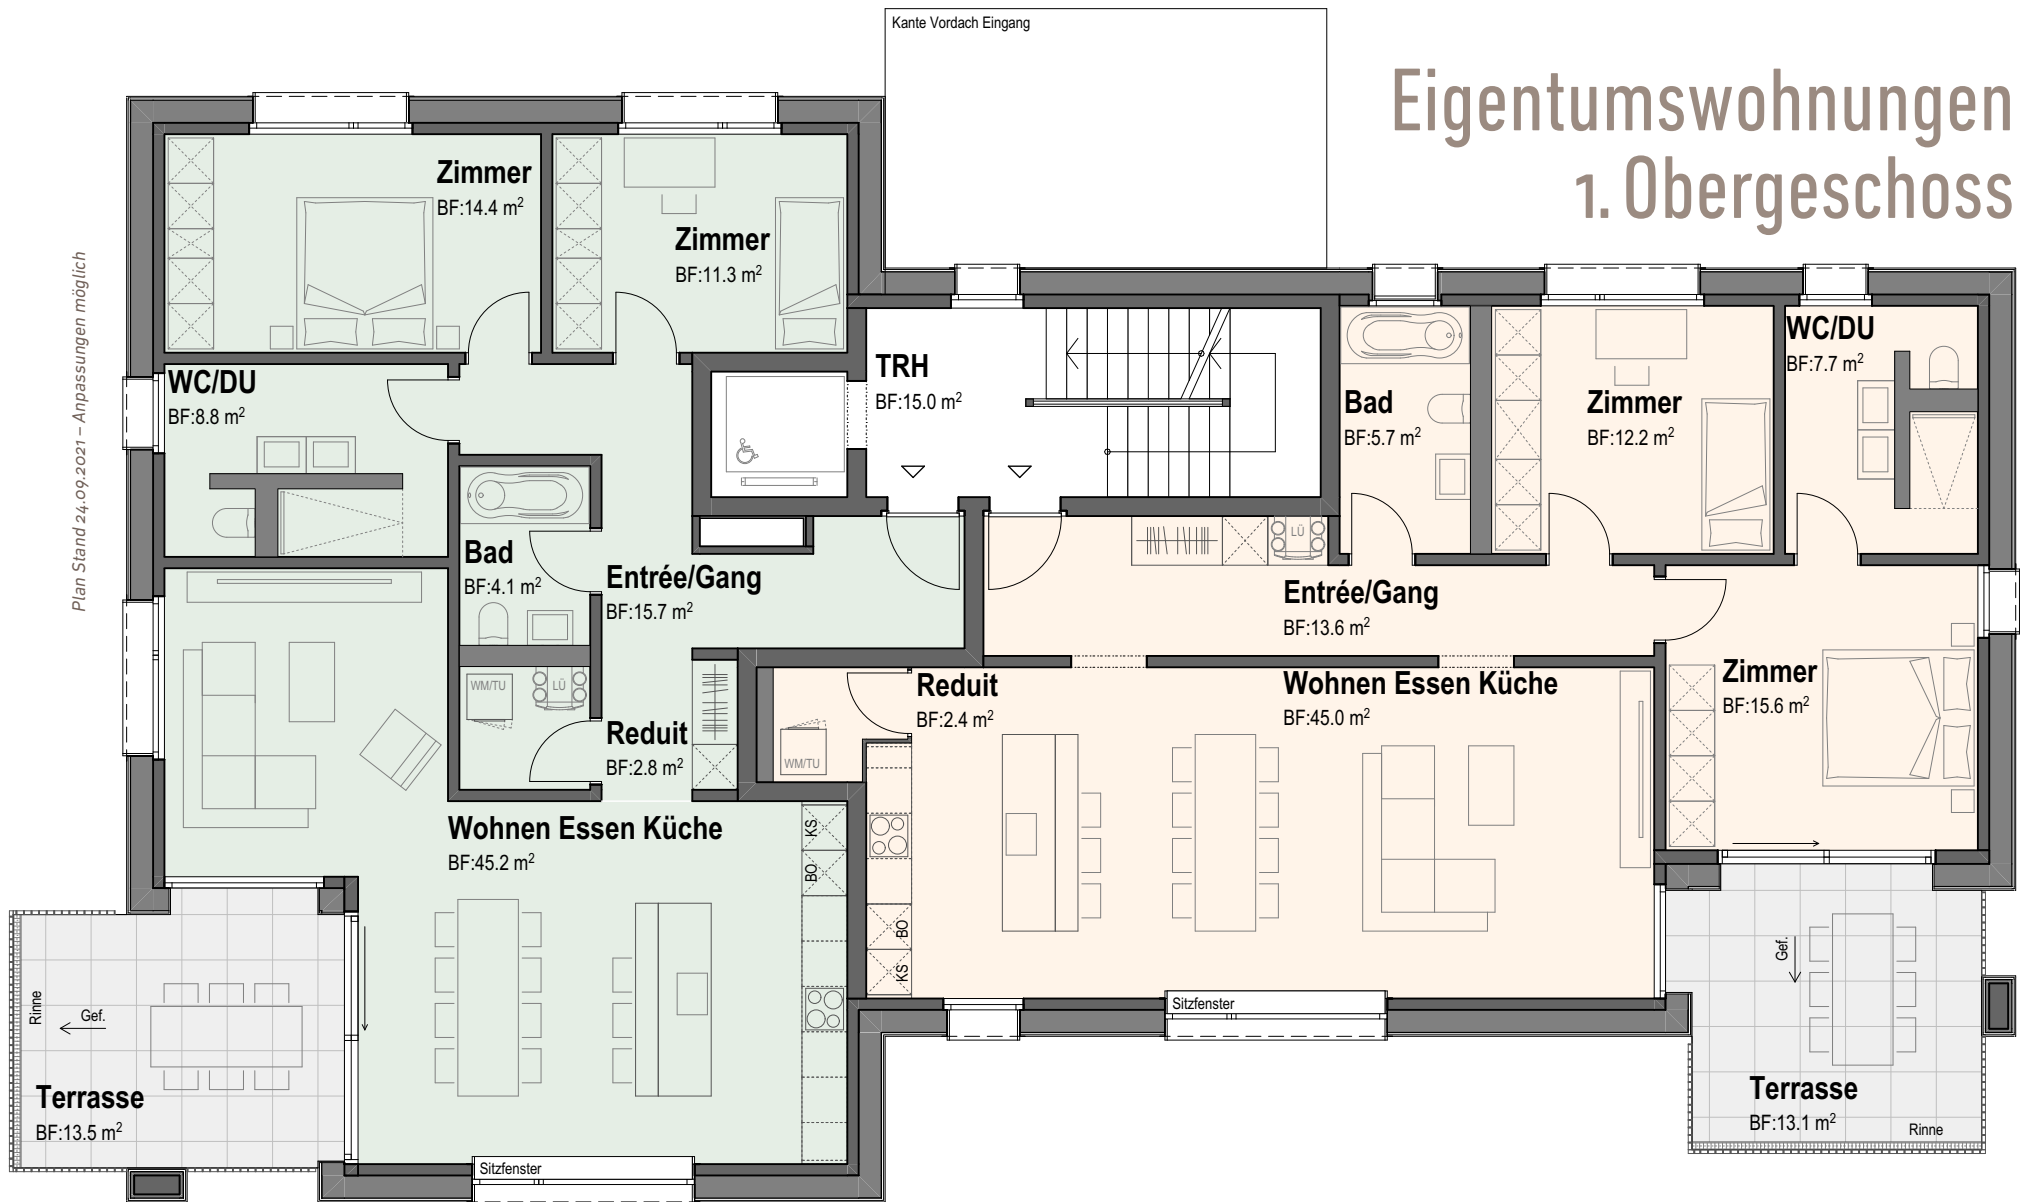 Kante Vordach Eingang
Eigentumswohnungen
1. Obergeschoss
Plan Stand 24.09.2021 – Anpassungen möglich
Zimmer
BF:14.4 m²
Zimmer
BF:11.3 m²
WC/DU
BF:8.8 m²
TRH
BF:15.0 m²
Bad
BF:5.7 m²
Zimmer
BF:12.2 m²
WC/DU
BF:7.7 m²
Bad
BF:4.1 m²
Entrée/Gang
BF:15.7 m²
LÜ
Entrée/Gang
BF:13.6 m²
WM/TU
LÜ
Reduit
BF:2.8 m²
WM/TU
Reduit
BF:2.4 m²
Wohnen Essen Küche
BF:45.0 m²
Zimmer
BF:15.6 m²
Wohnen Essen Küche
BF:45.2 m²
KS
BO
BO
KS
Sitzfenster
Rinne
Gef.
Terrasse
BF:13.5 m²
Sitzfenster
Gef.
Terrasse
BF:13.1 m²
Rinne